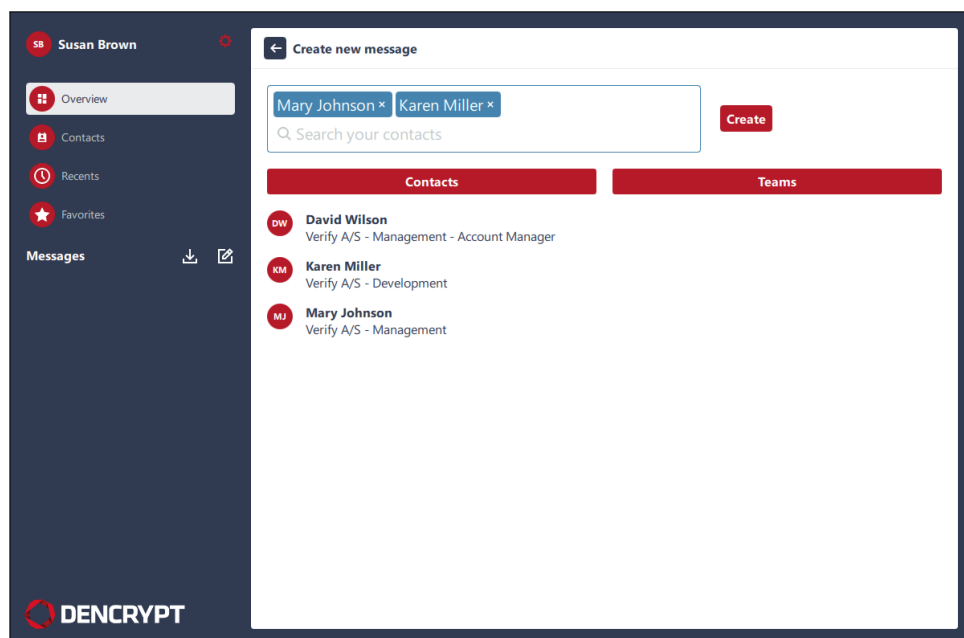 SB Susan Brown
Overview
Contacts
Recents
Favorites
Messages
DENCRYPT
Create new message
Mary Johnson × Karen Miller ×
Search your contacts
Create
Contacts Teams
DW David Wilson
Verify A/S - Management - Account Manager
KM Karen Miller
Verify A/S - Development
MJ Mary Johnson
Verify A/S - Management